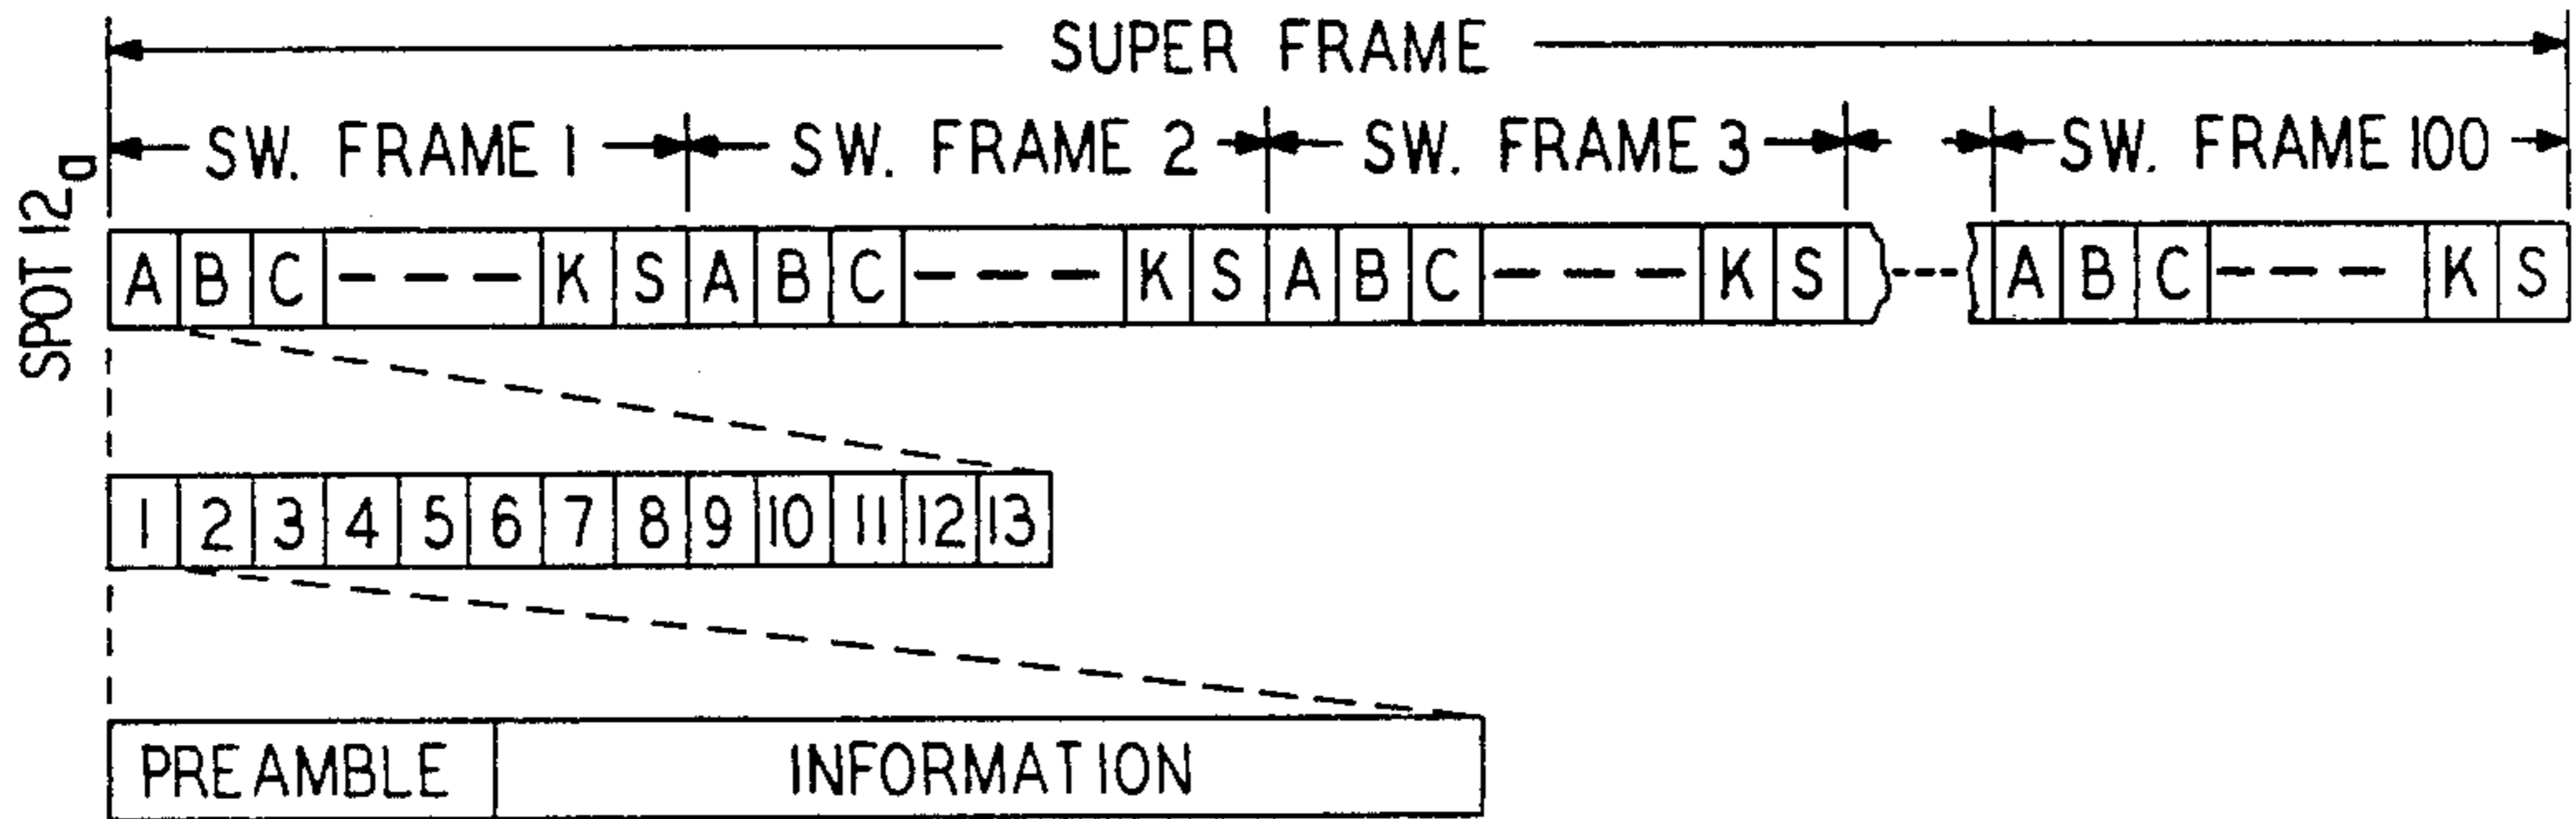 SUPER FRAME
SW. FRAME 1 SW. FRAME 2 SW. FRAME 3 SW. FRAME 100
SPOT 12a
A B C --- K S A B C --- K S A B C --- K S ---- A B C --- K S
1 2 3 4 5 6 7 8 9 10 11 12 13
PREAMBLE INFORMATION